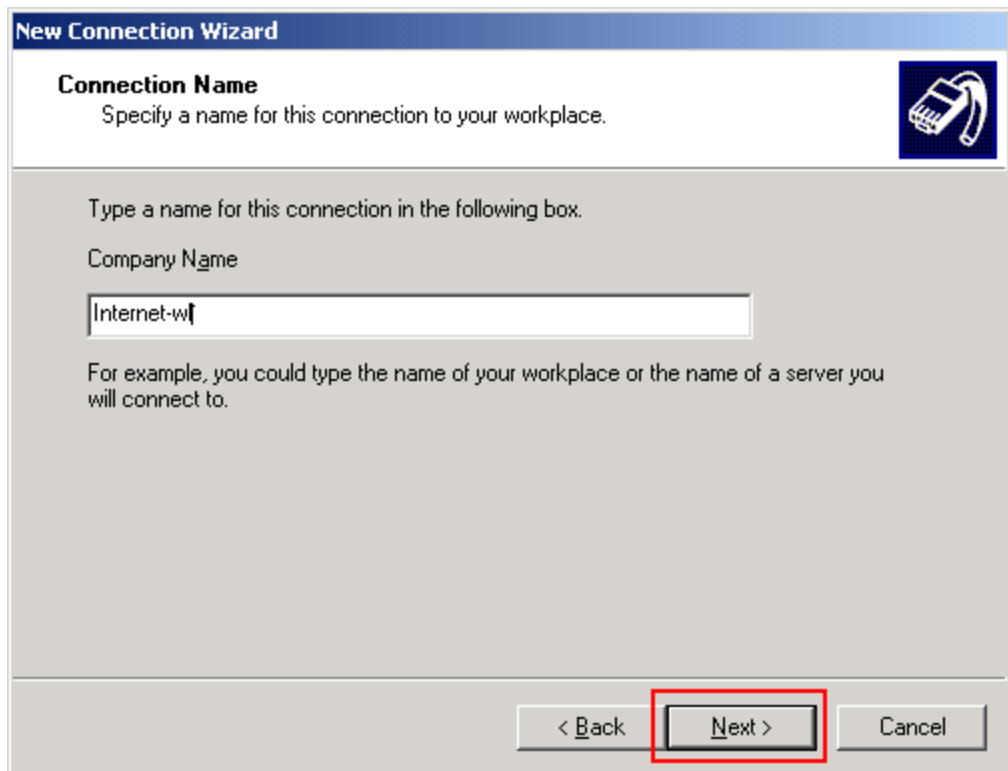 New Connection Wizard
Connection Name
Specify a name for this connection to your workplace.
Type a name for this connection in the following box.
Company Name
For example, you could type the name of your workplace or the name of a server you
will connect to.
< Back
Next >
Cancel